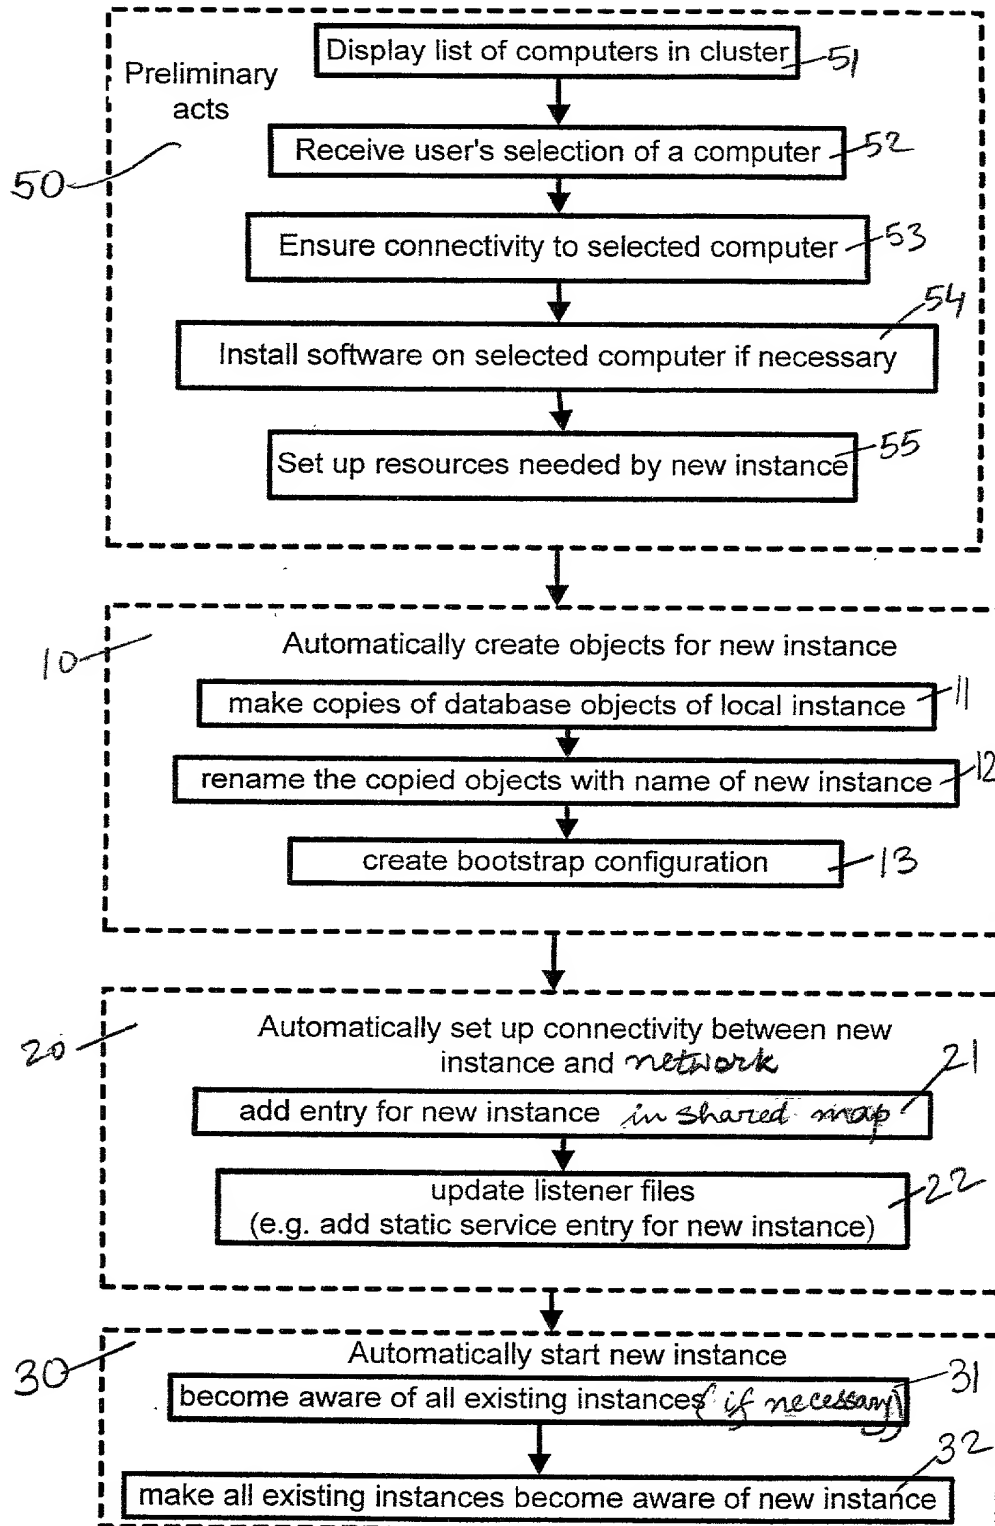 Display list of computers in cluster
51
Preliminary
acts
50
Receive user's selection of a computer
52
Ensure connectivity to selected computer
53
54
Install software on selected computer if necessary
Set up resources needed by new instance
55
10
Automatically create objects for new instance
make copies of database objects of local instance
11
rename the copied objects with name of new instance
12
create bootstrap configuration
13
20
Automatically set up connectivity between new
instance and network
21
add entry for new instance in shared map
update listener files
22
(e.g. add static service entry for new instance)
30
Automatically start new instance
31
become aware of all existing instances (if necessary)
32
make all existing instances become aware of new instance